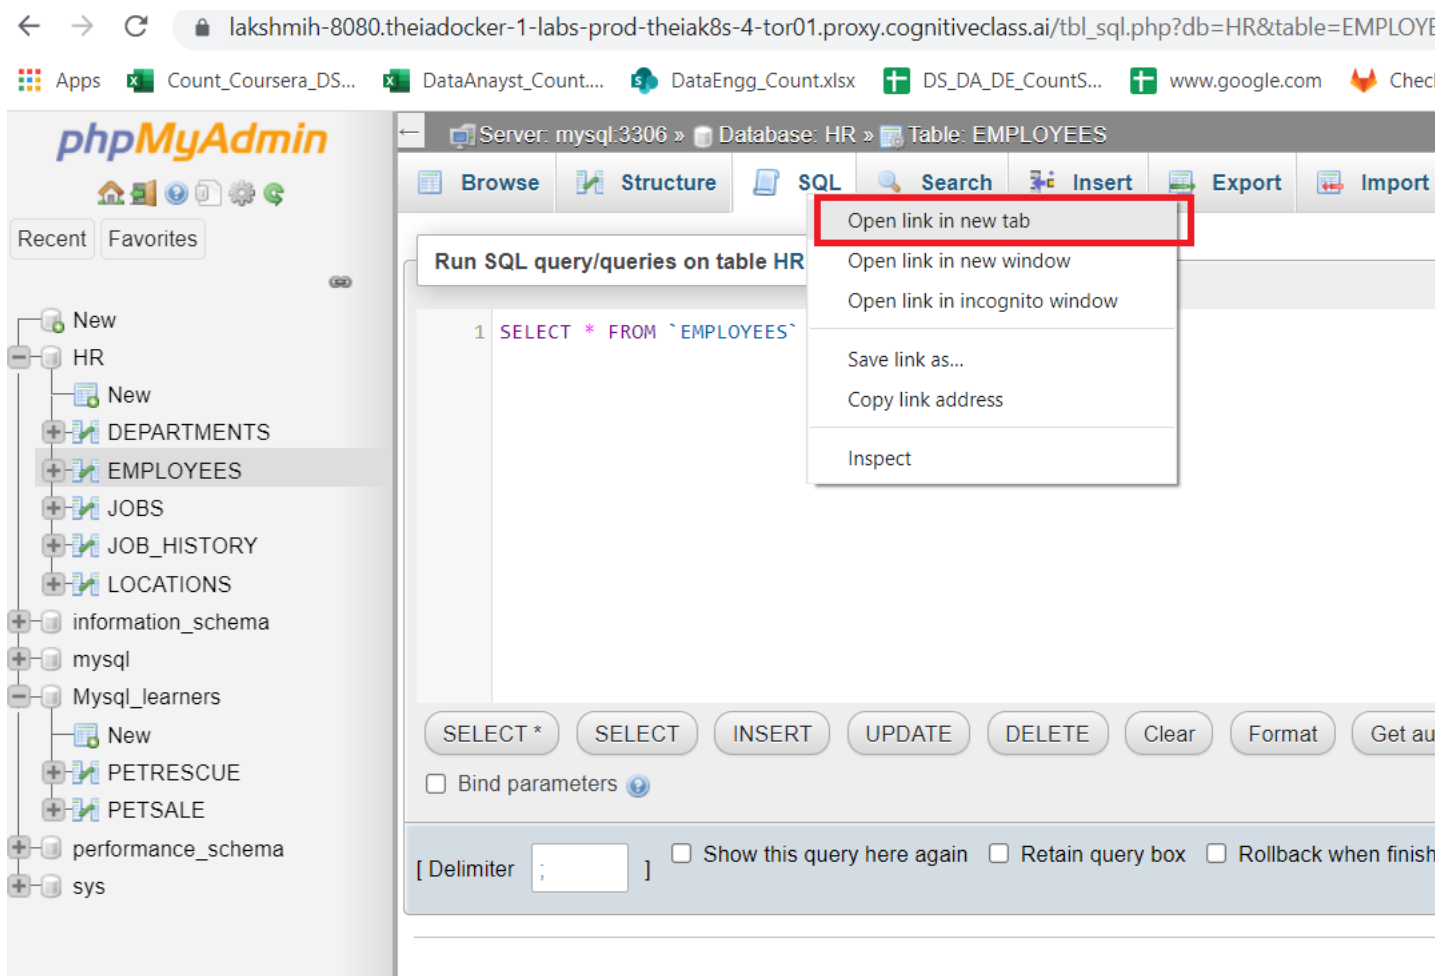 lakshmih-8080.theiadocker-1-labs-prod-theiak8s-4-tor01.proxy.cognitiveclass.ai/tbl_sql.php?db=HR&table=EMPLOYE
Apps Count_Coursera_DS... DataAnayst_Count.... DataEngg_Count.xlsx DS_DA_DE_CountS... www.google.com Chec
phpMyAdmin
Recent Favorites
New
HR
New
DEPARTMENTS
EMPLOYEES
JOBS
JOB_HISTORY
LOCATIONS
information_schema
mysql
Mysql_learners
New
PETRESCUE
PETSALE
performance_schema
sys
Server: mysql:3306 » Database: HR » Table: EMPLOYEES
Browse Structure SQL Search Insert Export Import
Run SQL query/queries on table HR
1 SELECT * FROM `EMPLOYEES`
Open link in new tab
Open link in new window
Open link in incognito window
Save link as...
Copy link address
Inspect
SELECT * SELECT INSERT UPDATE DELETE Clear Format Get au
Bind parameters
[ Delimiter ; ] Show this query here again Retain query box Rollback when finish